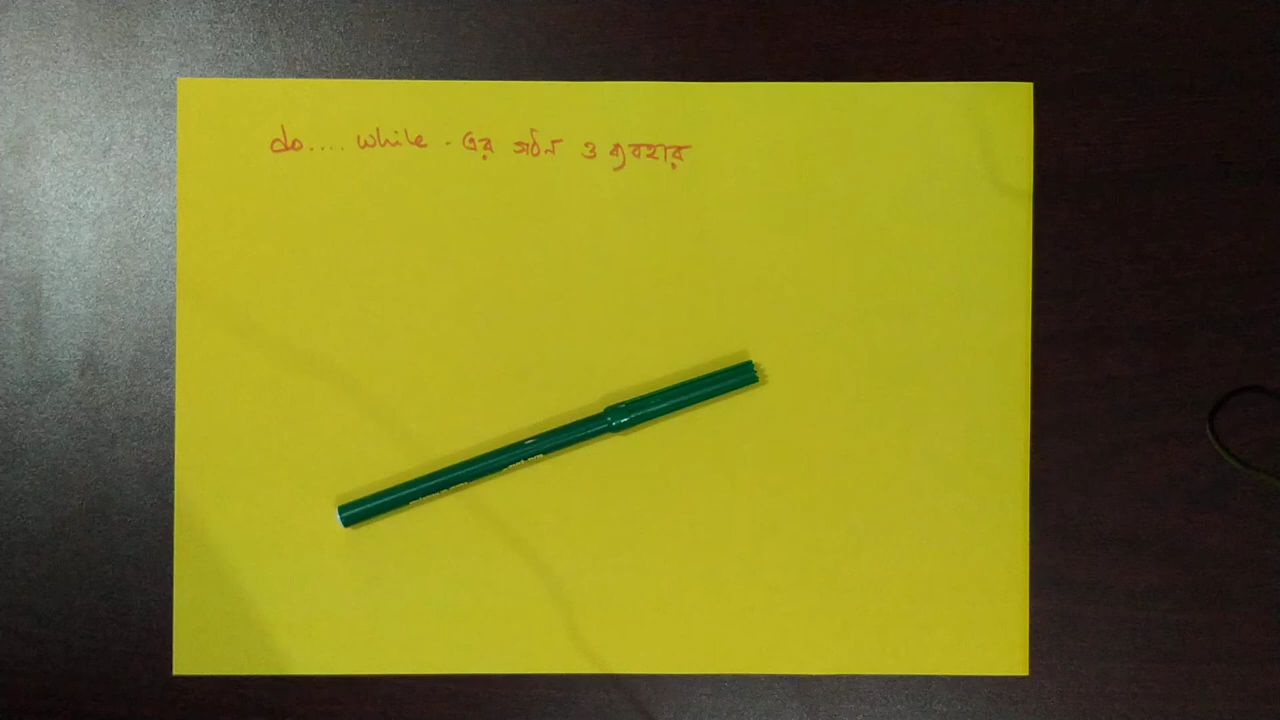 do.... while. এর গঠন ও ব্যবহার